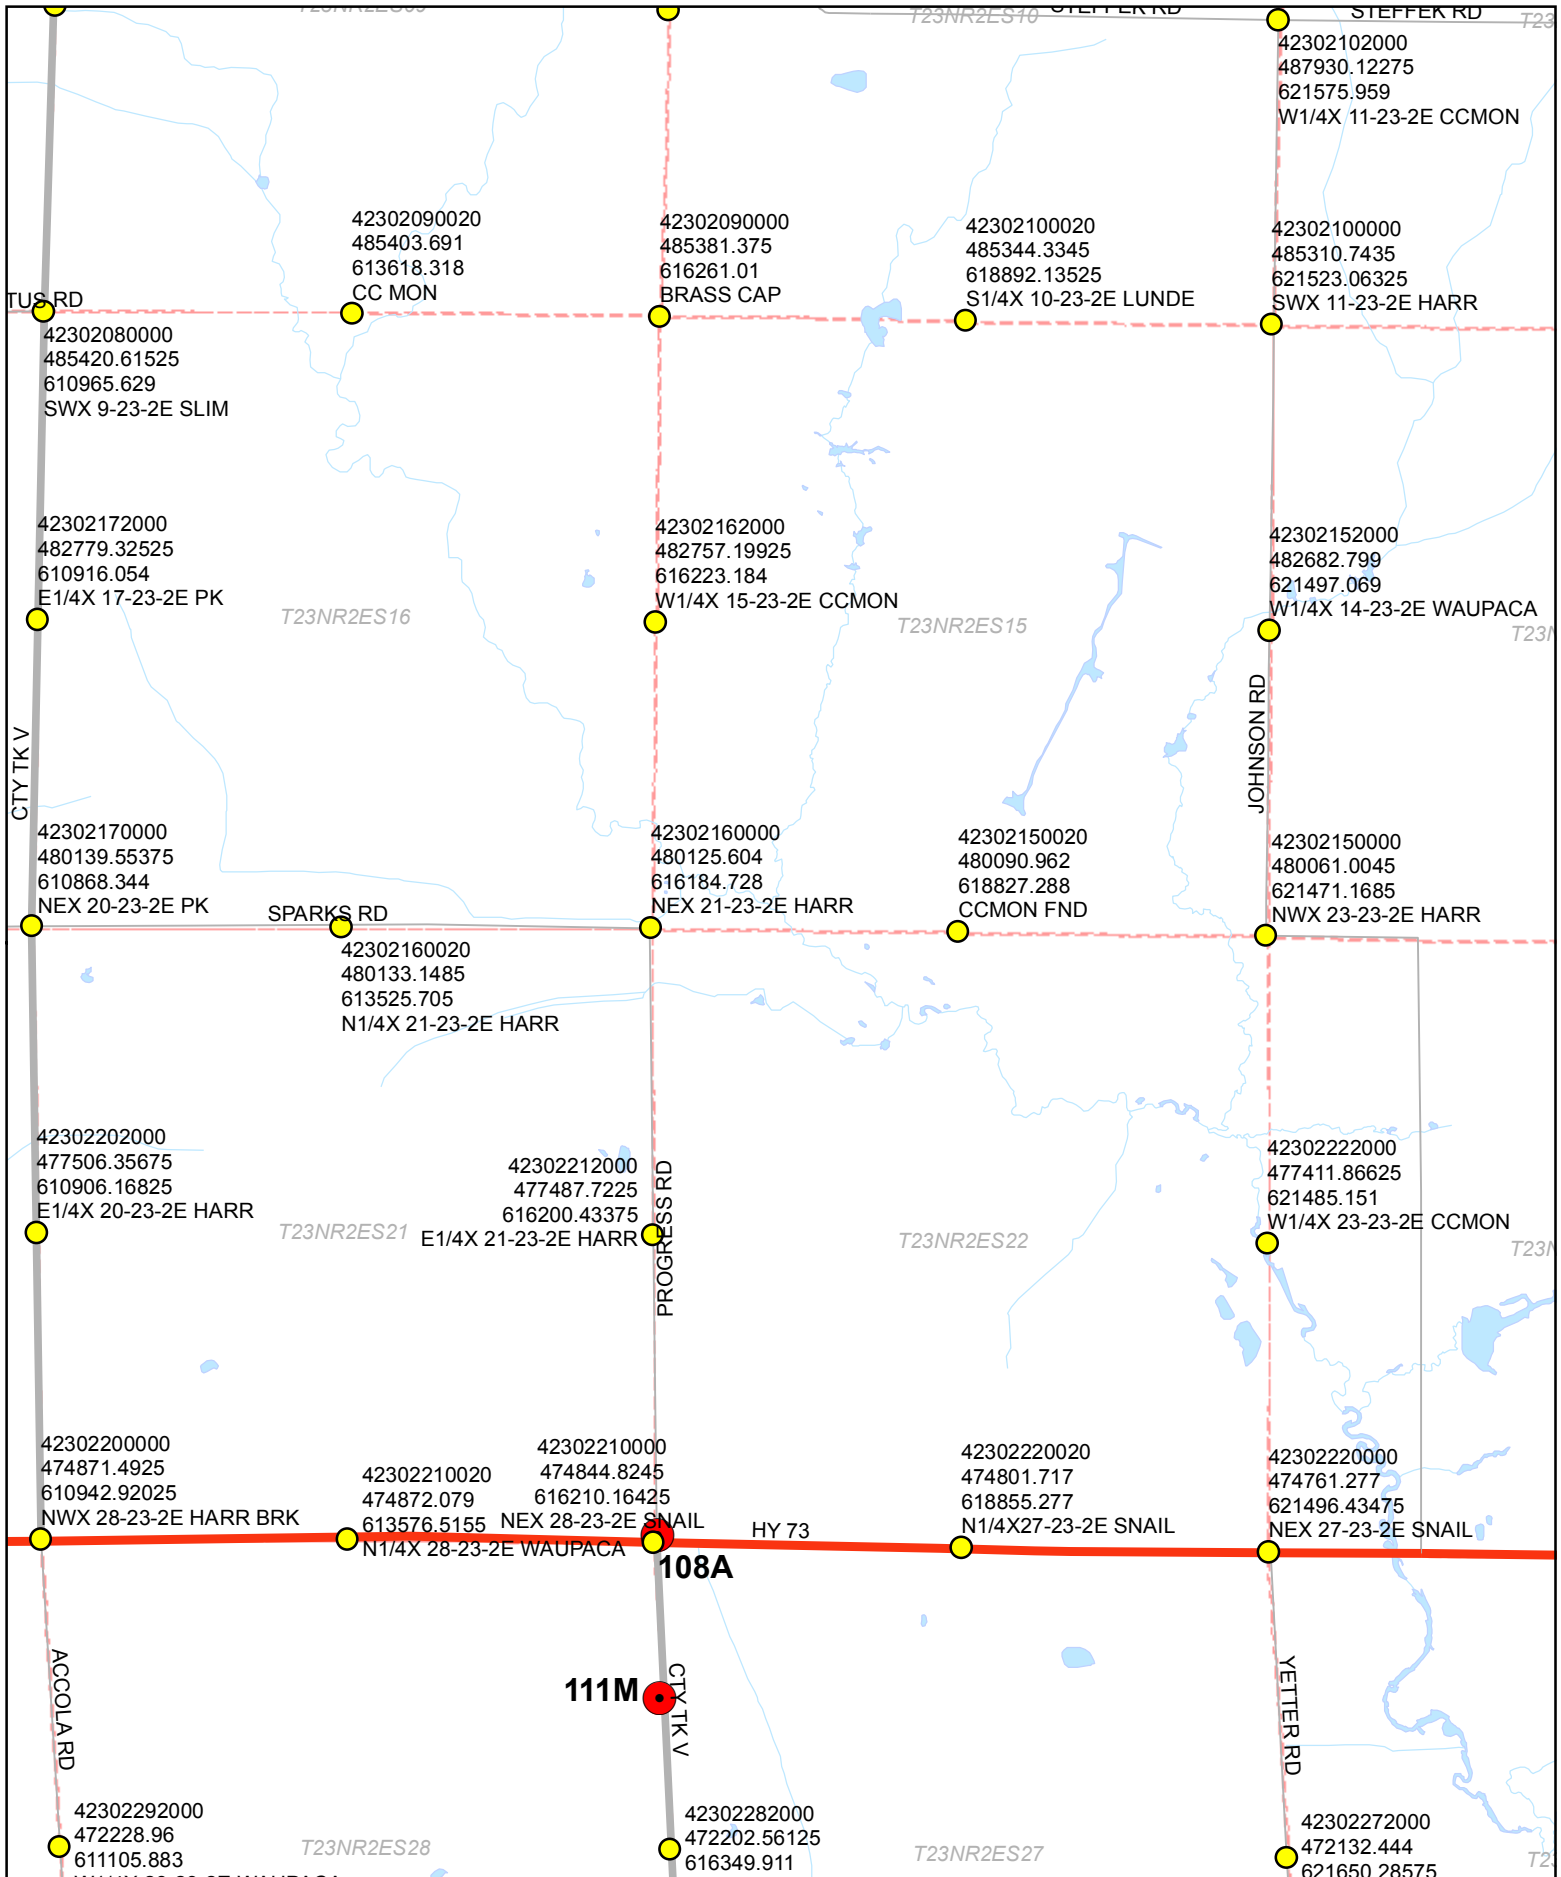 T23NR2ES10
STEFFEK RD
STEFFEK RD
T23
42302102000
487930.12275
621575.959
W1/4X 11-23-2E CCMON
42302090020
485403.691
613618.318
CC MON
42302090000
485381.375
616261.01
BRASS CAP
42302100020
485344.3345
618892.13525
S1/4X 10-23-2E LUNDE
42302100000
485310.7435
621523.06325
SWX 11-23-2E HARR
TUS RD
42302080000
485420.61525
610965.629
SWX 9-23-2E SLIM
42302172000
482779.32525
610916.054
E1/4X 17-23-2E PK
42302162000
482757.19925
616223.184
W1/4X 15-23-2E CCMON
42302152000
482682.799
621497.069
W1/4X 14-23-2E WAUPACA
T23NR2ES16
T23NR2ES15
T23N
CTY TK V
JOHNSON RD
42302170000
480139.55375
610868.344
NEX 20-23-2E PK
42302160000
480125.604
616184.728
NEX 21-23-2E HARR
42302150020
480090.962
618827.288
CCMON FND
42302150000
480061.0045
621471.1685
NWX 23-23-2E HARR
SPARKS RD
42302160020
480133.1485
613525.705
N1/4X 21-23-2E HARR
42302202000
477506.35675
610906.16825
E1/4X 20-23-2E HARR
42302212000
477487.7225
616200.43375
E1/4X 21-23-2E HARR
PROGRESS RD
42302222000
477411.86625
621485.151
W1/4X 23-23-2E CCMON
T23NR2ES21
T23NR2ES22
T23N
42302200000
474871.4925
610942.92025
NWX 28-23-2E HARR BRK
42302210020
474872.079
613576.5155
N1/4X 28-23-2E WAUPACA
42302210000
474844.8245
616210.16425
NEX 28-23-2E SNAIL
HY 73
42302220020
474801.717
618855.277
N1/4X27-23-2E SNAIL
42302220000
474761.277
621496.43475
NEX 27-23-2E SNAIL
108A
111M
ACCOLA RD
CTY TK V
YETTER RD
42302292000
472228.96
611105.883
T23NR2ES28
42302282000
472202.56125
616349.911
T23NR2ES27
42302272000
472132.444
621650.28575
T23